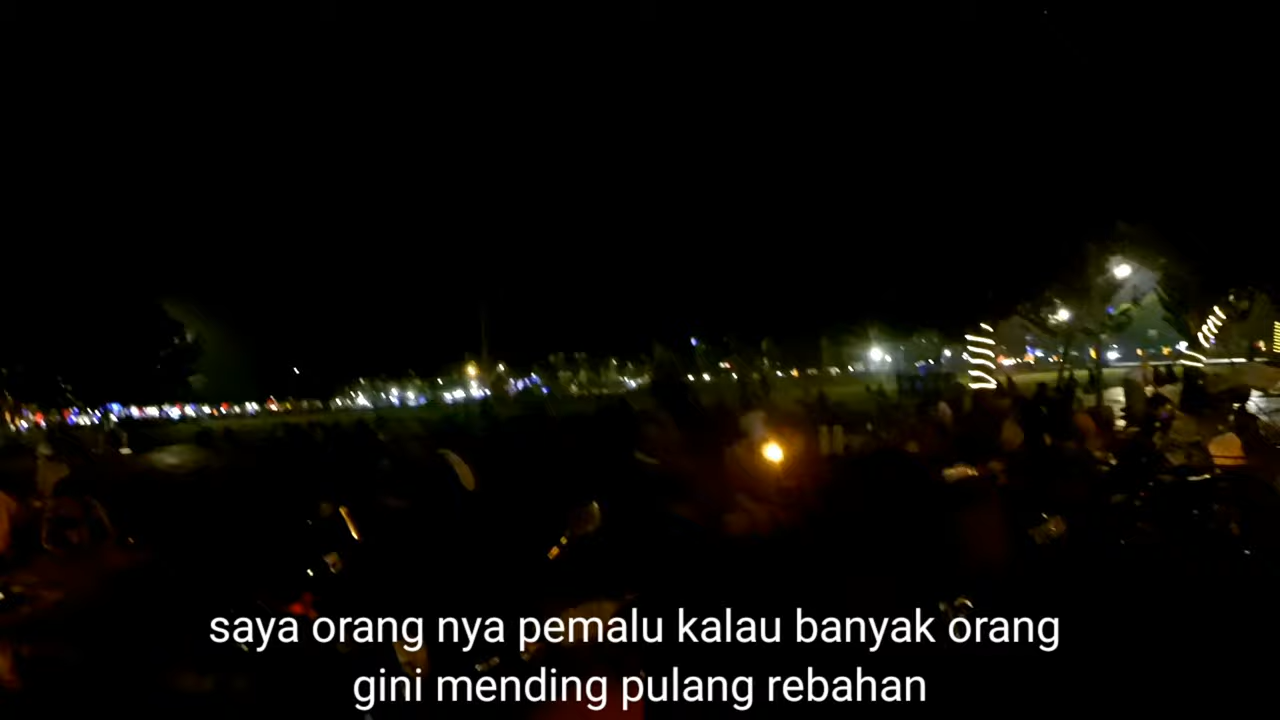 saya orang nya pemalu kalau banyak orang
gini mending pulang rebahan